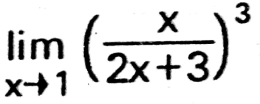 lim x→1 (x/(2x+3))³